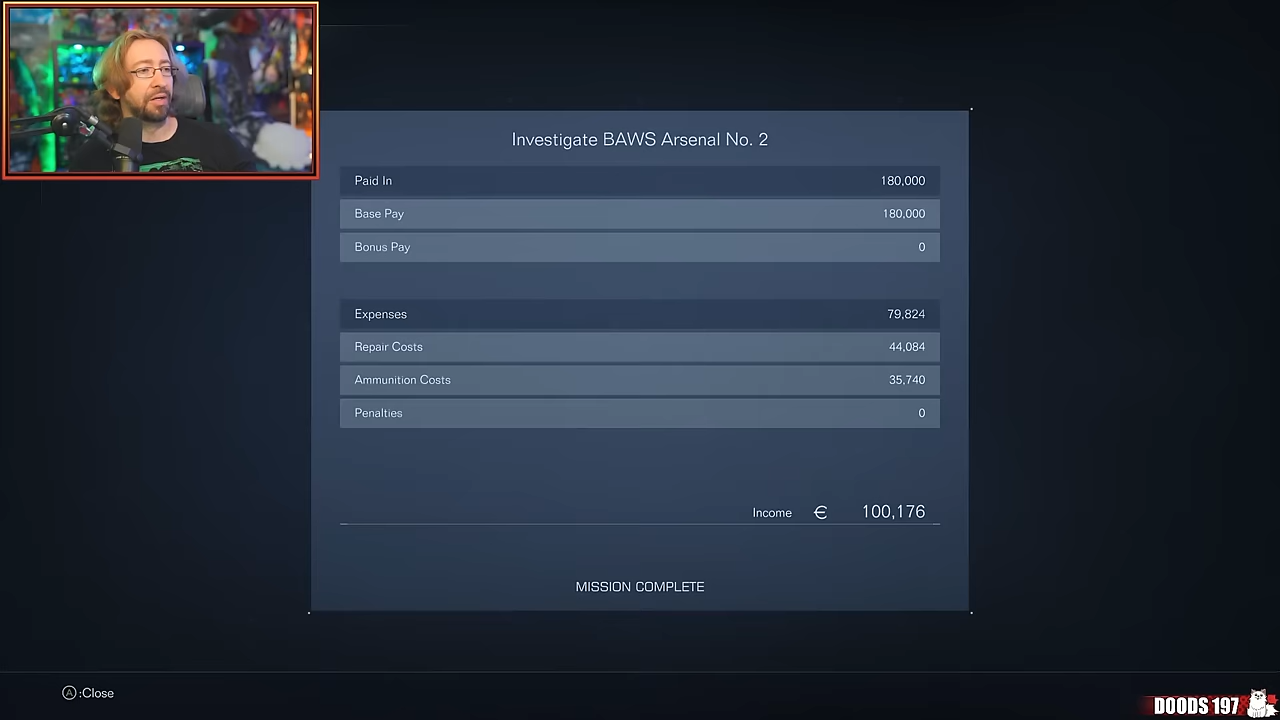 Investigate BAWS Arsenal No. 2
Paid In 180,000
Base Pay 180,000
Bonus Pay 0
Expenses 79,824
Repair Costs 44,084
Ammunition Costs 35,740
Penalties 0
Income € 100,176
MISSION COMPLETE
A :Close
DOODS 197